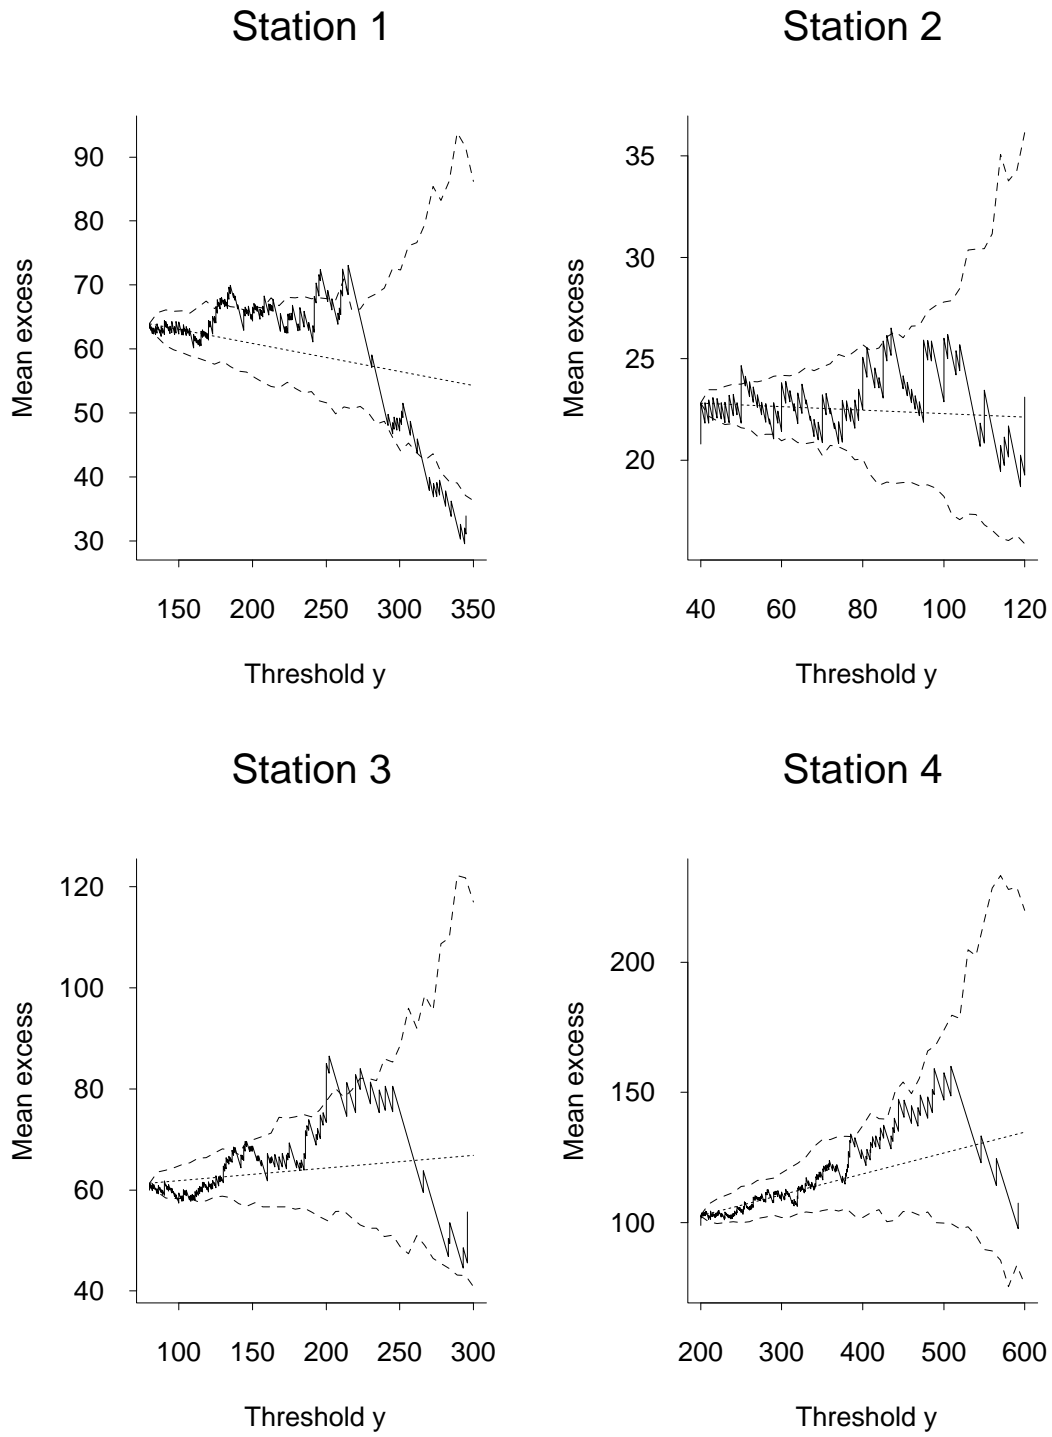 Station 1
Mean excess
90
80
70
60
50
40
30
150 200 250 300 350
Threshold y
Station 2
Mean excess
35
30
25
20
40 60 80 100 120
Threshold y
Station 3
Mean excess
120
100
80
60
40
100 150 200 250 300
Threshold y
Station 4
Mean excess
200
150
100
200 300 400 500 600
Threshold y